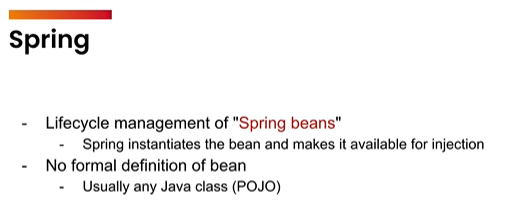 Spring
- Lifecycle management of "Spring beans"
- Spring instantiates the bean and makes it available for injection
- No formal definition of bean
- Usually any Java class (POJO)